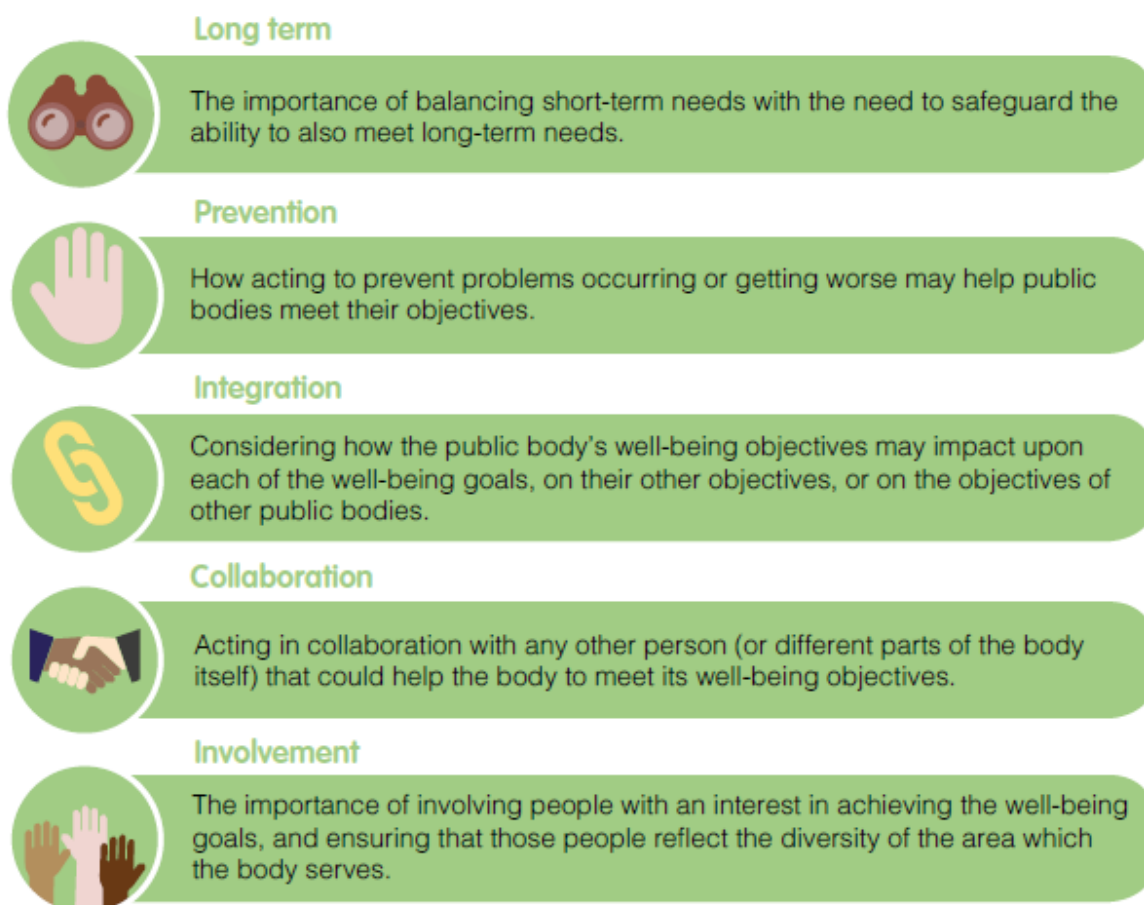 Long term
The importance of balancing short-term needs with the need to safeguard the
ability to also meet long-term needs.
Prevention
How acting to prevent problems occurring or getting worse may help public
bodies meet their objectives.
Integration
Considering how the public body’s well-being objectives may impact upon
each of the well-being goals, on their other objectives, or on the objectives of
other public bodies.
Collaboration
Acting in collaboration with any other person (or different parts of the body
itself) that could help the body to meet its well-being objectives.
Involvement
The importance of involving people with an interest in achieving the well-being
goals, and ensuring that those people reflect the diversity of the area which
the body serves.